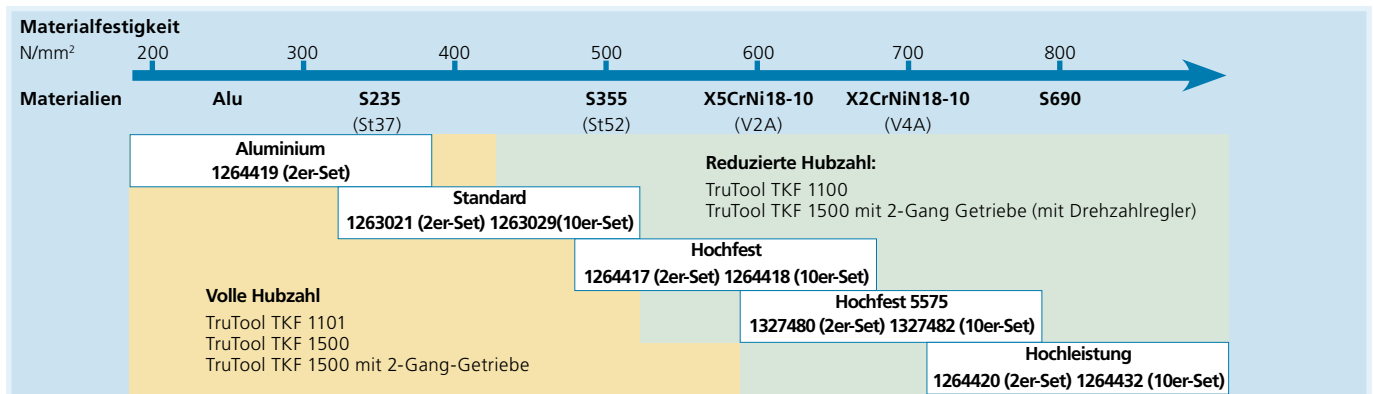 Materialfestigkeit
N/mm² 200 300 400 500 600 700 800
Materialien Alu S235 S355 X5CrNi18-10 X2CrNiN18-10 S690
(St37) (St52) (V2A) (V4A)
Aluminium
1264419 (2er-Set)
Reduzierte Hubzahl:
TruTool TKF 1100
TruTool TKF 1500 mit 2-Gang Getriebe (mit Drehzahlregler)
Standard
1263021 (2er-Set) 1263029(10er-Set)
Hochfest
1264417 (2er-Set) 1264418 (10er-Set)
Volle Hubzahl
TruTool TKF 1101
TruTool TKF 1500
TruTool TKF 1500 mit 2-Gang-Getriebe
Hochfest 5575
1327480 (2er-Set) 1327482 (10er-Set)
Hochleistung
1264420 (2er-Set) 1264432 (10er-Set)